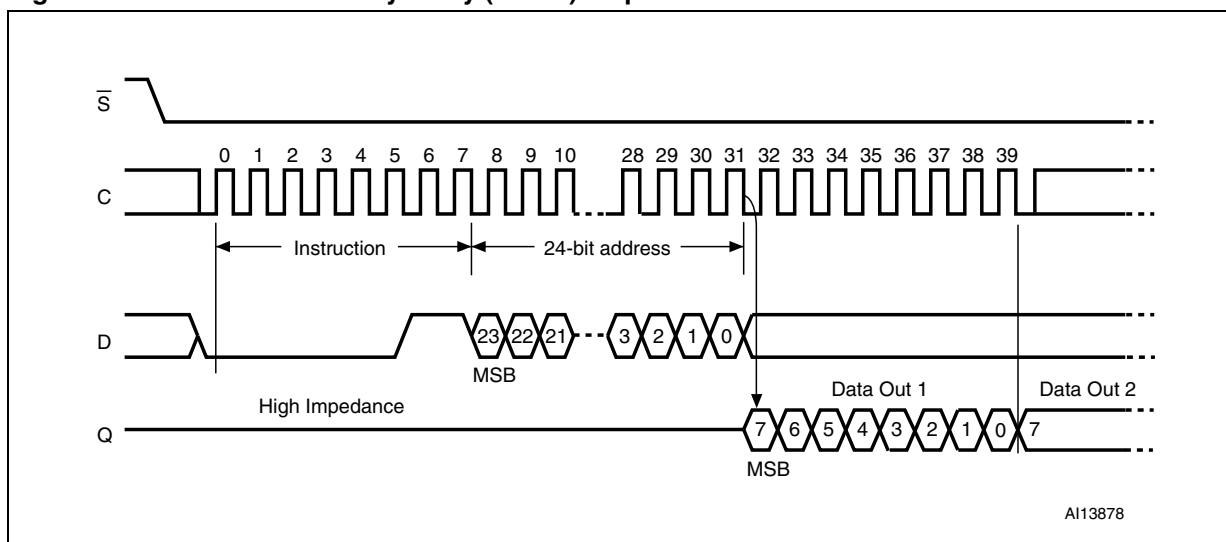 S
0 1 2 3 4 5 6 7 8 9 10 28 29 30 31 32 33 34 35 36 37 38 39
C
Instruction 24-bit address
D
23 22 21 3 2 1 0
MSB
High Impedance
Data Out 1 Data Out 2
Q
7 6 5 4 3 2 1 0 7
MSB
AI13878